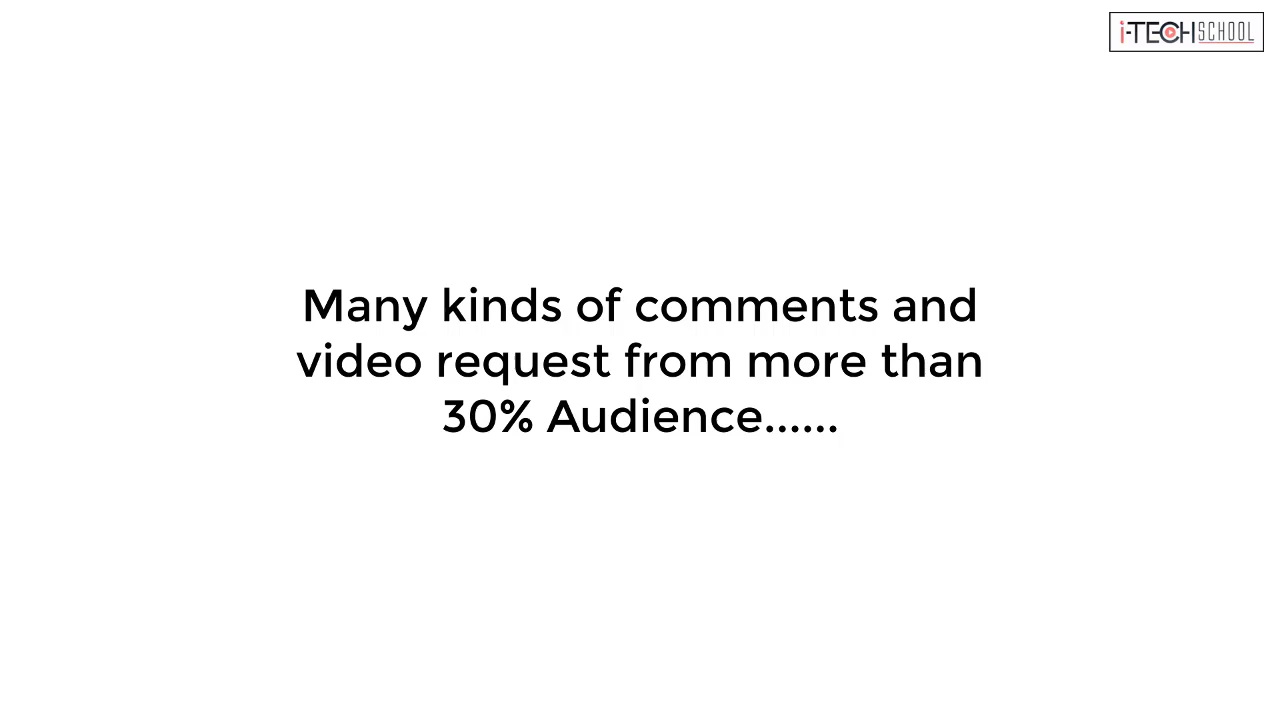 i-TECH SCHOOL
Many kinds of comments and
video request from more than
30% Audience......